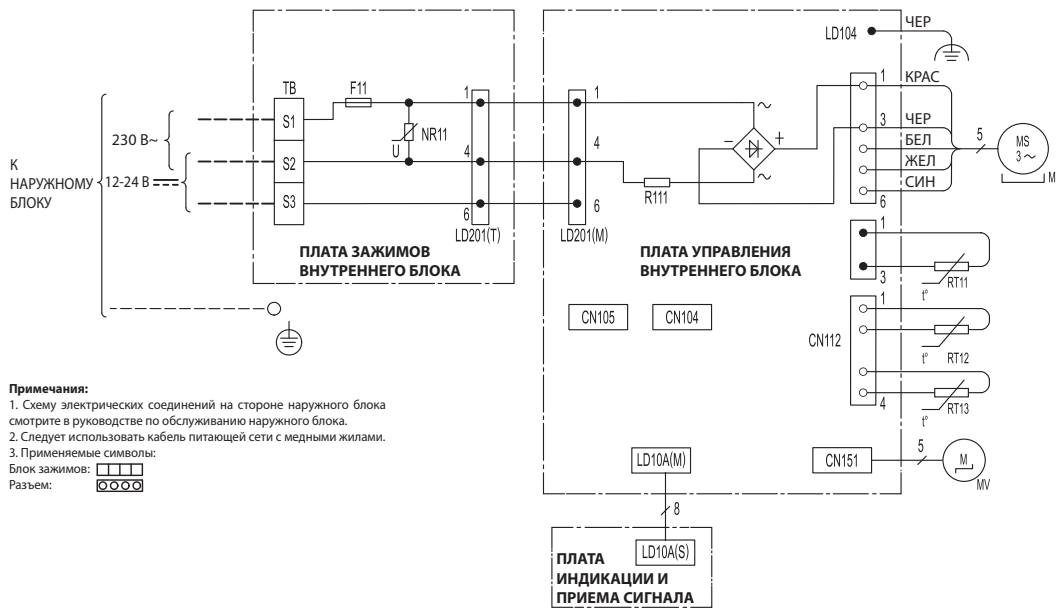 ЧЕР
LD104
1
КРАС
TB
F11
1
1
S1
NR11
U
3
ЧЕР
230 В~
БЕЛ
5
MS
3 ~
M
S2
4
4
− +
~
~
ЖЕЛ
К
НАРУЖНОМУ
БЛОКУ
12-24 В
СИН
R111
S3
6
6
6
LD201(T)
LD201(M)
ПЛАТА ЗАЖИМОВ
ВНУТРЕННЕГО БЛОКА
ПЛАТА УПРАВЛЕНИЯ
ВНУТРЕННЕГО БЛОКА
1
3
RT11
t°
CN105
CN104
1
CN112
RT12
t°
4
RT13
t°
Примечания:
1. Схему электрических соединений на стороне наружного блока
смотрите в руководстве по обслуживанию наружного блока.
2. Следует использовать кабель питающей сети с медными жилами.
3. Применяемые символы:
Блок зажимов:
Разъем:
LD10A(M)
CN151
5
M
MV
8
LD10A(S)
ПЛАТА
ИНДИКАЦИИ И
ПРИЕМА СИГНАЛА